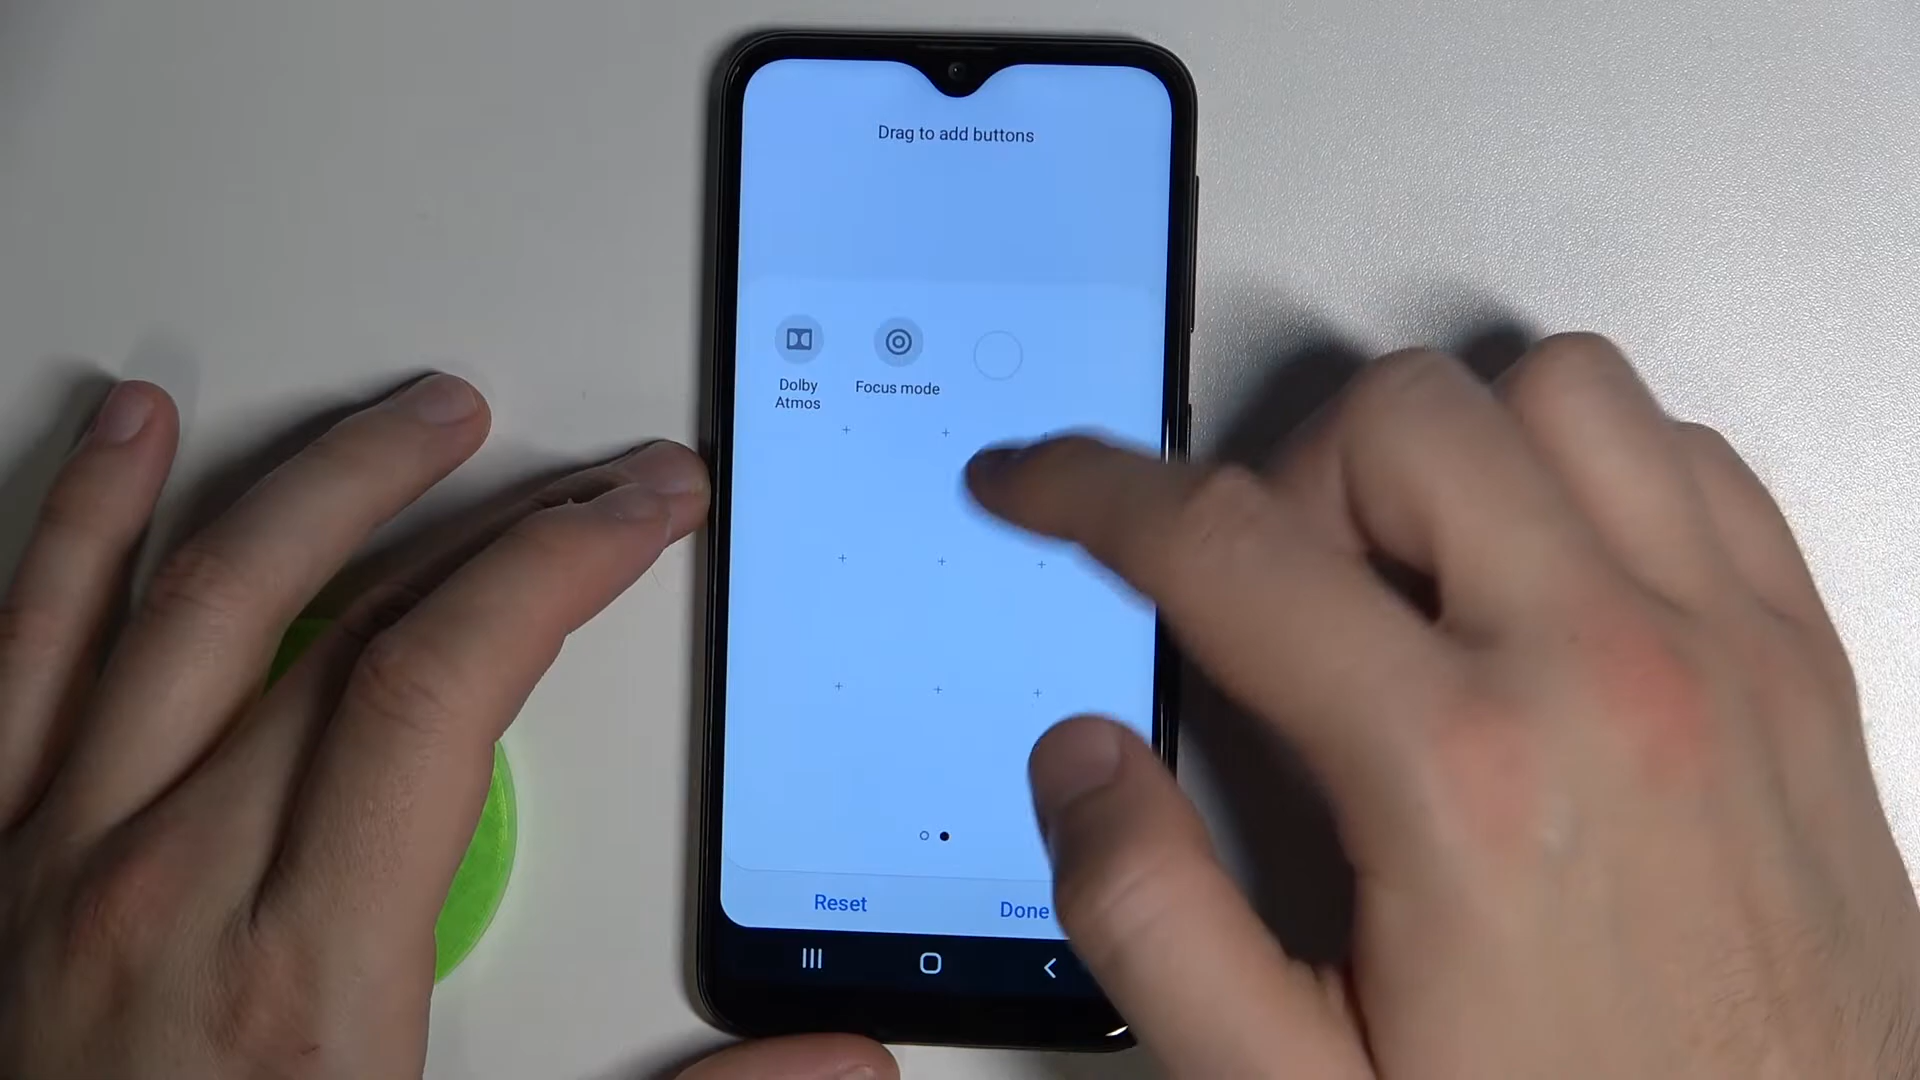 Drag to add buttons
Dolby
Atmos
Focus mode
Reset
Done